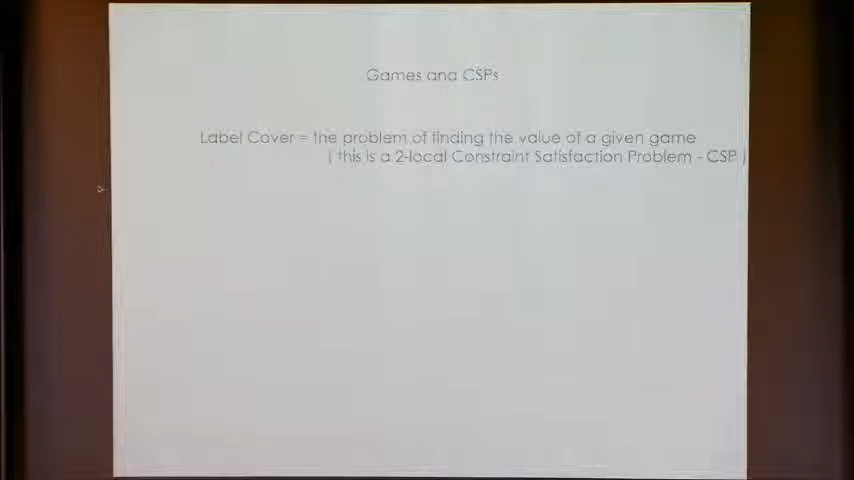 Games and CSPs
Label Cover = the problem of finding the value of a given game
( this is a 2-local Constraint Satisfaction Problem - CSP )